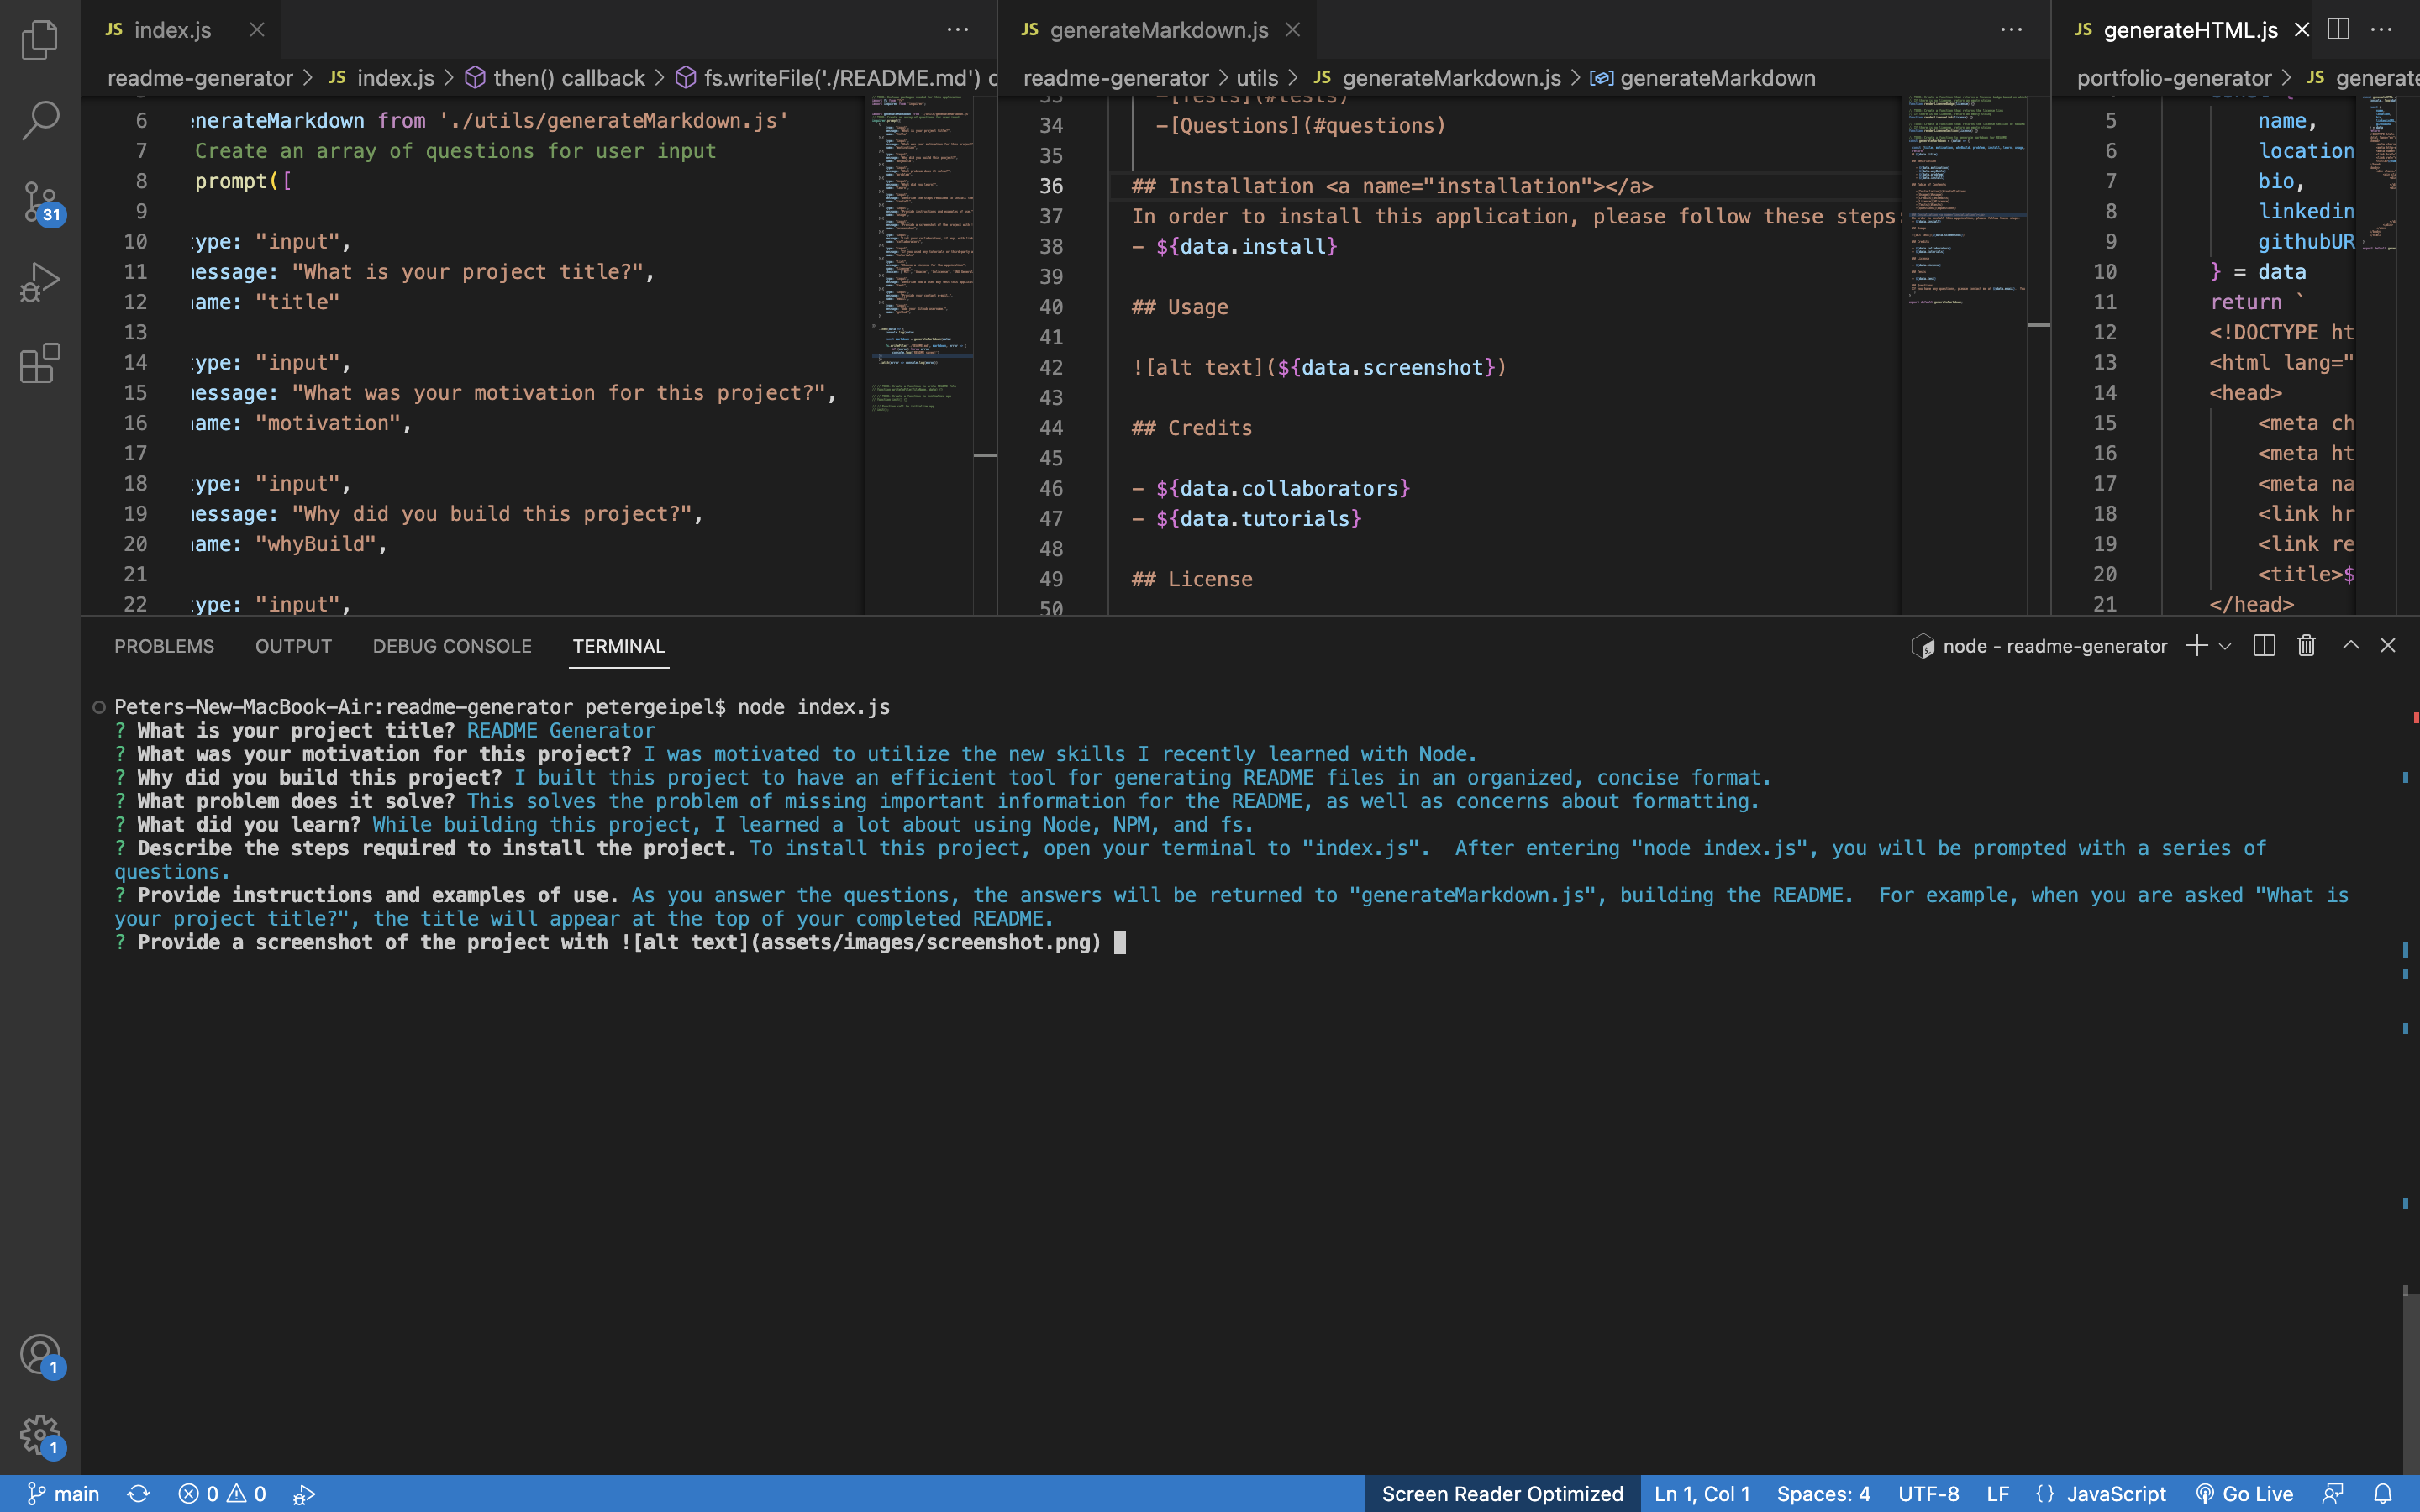 JS index.js
JS generateMarkdown.js
JS generateHTML.js
readme-generator > JS index.js > then() callback > fs.writeFile('./README.md') c
readme-generator > utils > JS generateMarkdown.js > generateMarkdown
portfolio-generator > JS generate
6 enerateMarkdown from './utils/generateMarkdown.js'
7 Create an array of questions for user input
8 prompt([
9
10 ype: "input",
11 message: "What is your project title?",
12 name: "title"
13
14 ype: "input",
15 message: "What was your motivation for this project?",
16 name: "motivation",
17
18 ype: "input",
19 message: "Why did you build this project?",
20 name: "whyBuild",
21
22 ype: "input",
33 -[Tests](#tests)
34 -[Questions](#questions)
35
36 ## Installation <a name="installation"></a>
37 In order to install this application, please follow these steps:
38 - ${data.install}
39
40 ## Usage
41
42 ![alt text](${data.screenshot})
43
44 ## Credits
45
46 - ${data.collaborators}
47 - ${data.tutorials}
48
49 ## License
50
5 name,
6 location
7 bio,
8 linkedin
9 githubUR
10 } = data
11 return `
12 <!DOCTYPE ht
13 <html lang="
14 <head>
15 <meta ch
16 <meta ht
17 <meta na
18 <link hr
19 <link re
20 <title>$
21 </head>
31
PROBLEMS OUTPUT DEBUG CONSOLE TERMINAL
node - readme-generator
Peters-New-MacBook-Air:readme-generator petergeipel$ node index.js
? What is your project title? README Generator
? What was your motivation for this project? I was motivated to utilize the new skills I recently learned with Node.
? Why did you build this project? I built this project to have an efficient tool for generating README files in an organized, concise format.
? What problem does it solve? This solves the problem of missing important information for the README, as well as concerns about formatting.
? What did you learn? While building this project, I learned a lot about using Node, NPM, and fs.
? Describe the steps required to install the project. To install this project, open your terminal to "index.js".  After entering "node index.js", you will be prompted with a series of
questions.
? Provide instructions and examples of use. As you answer the questions, the answers will be returned to "generateMarkdown.js", building the README.  For example, when you are asked "What is
your project title?", the title will appear at the top of your completed README.
? Provide a screenshot of the project with ![alt text](assets/images/screenshot.png)
1
1
main 0 0
Screen Reader Optimized Ln 1, Col 1 Spaces: 4 UTF-8 LF {} JavaScript Go Live